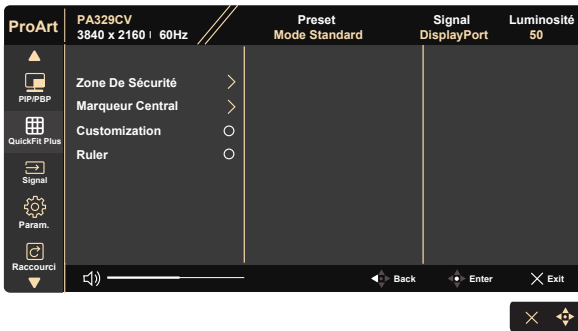 ProArt
PA329CV
3840 x 2160 | 60Hz
Preset
Mode Standard
Signal
DisplayPort
Luminosité
50
PIP/PBP
QuickFit Plus
Signal
Param.
Raccourci
Zone De Sécurité
Marqueur Central
Customization
Ruler
Back
Enter
Exit